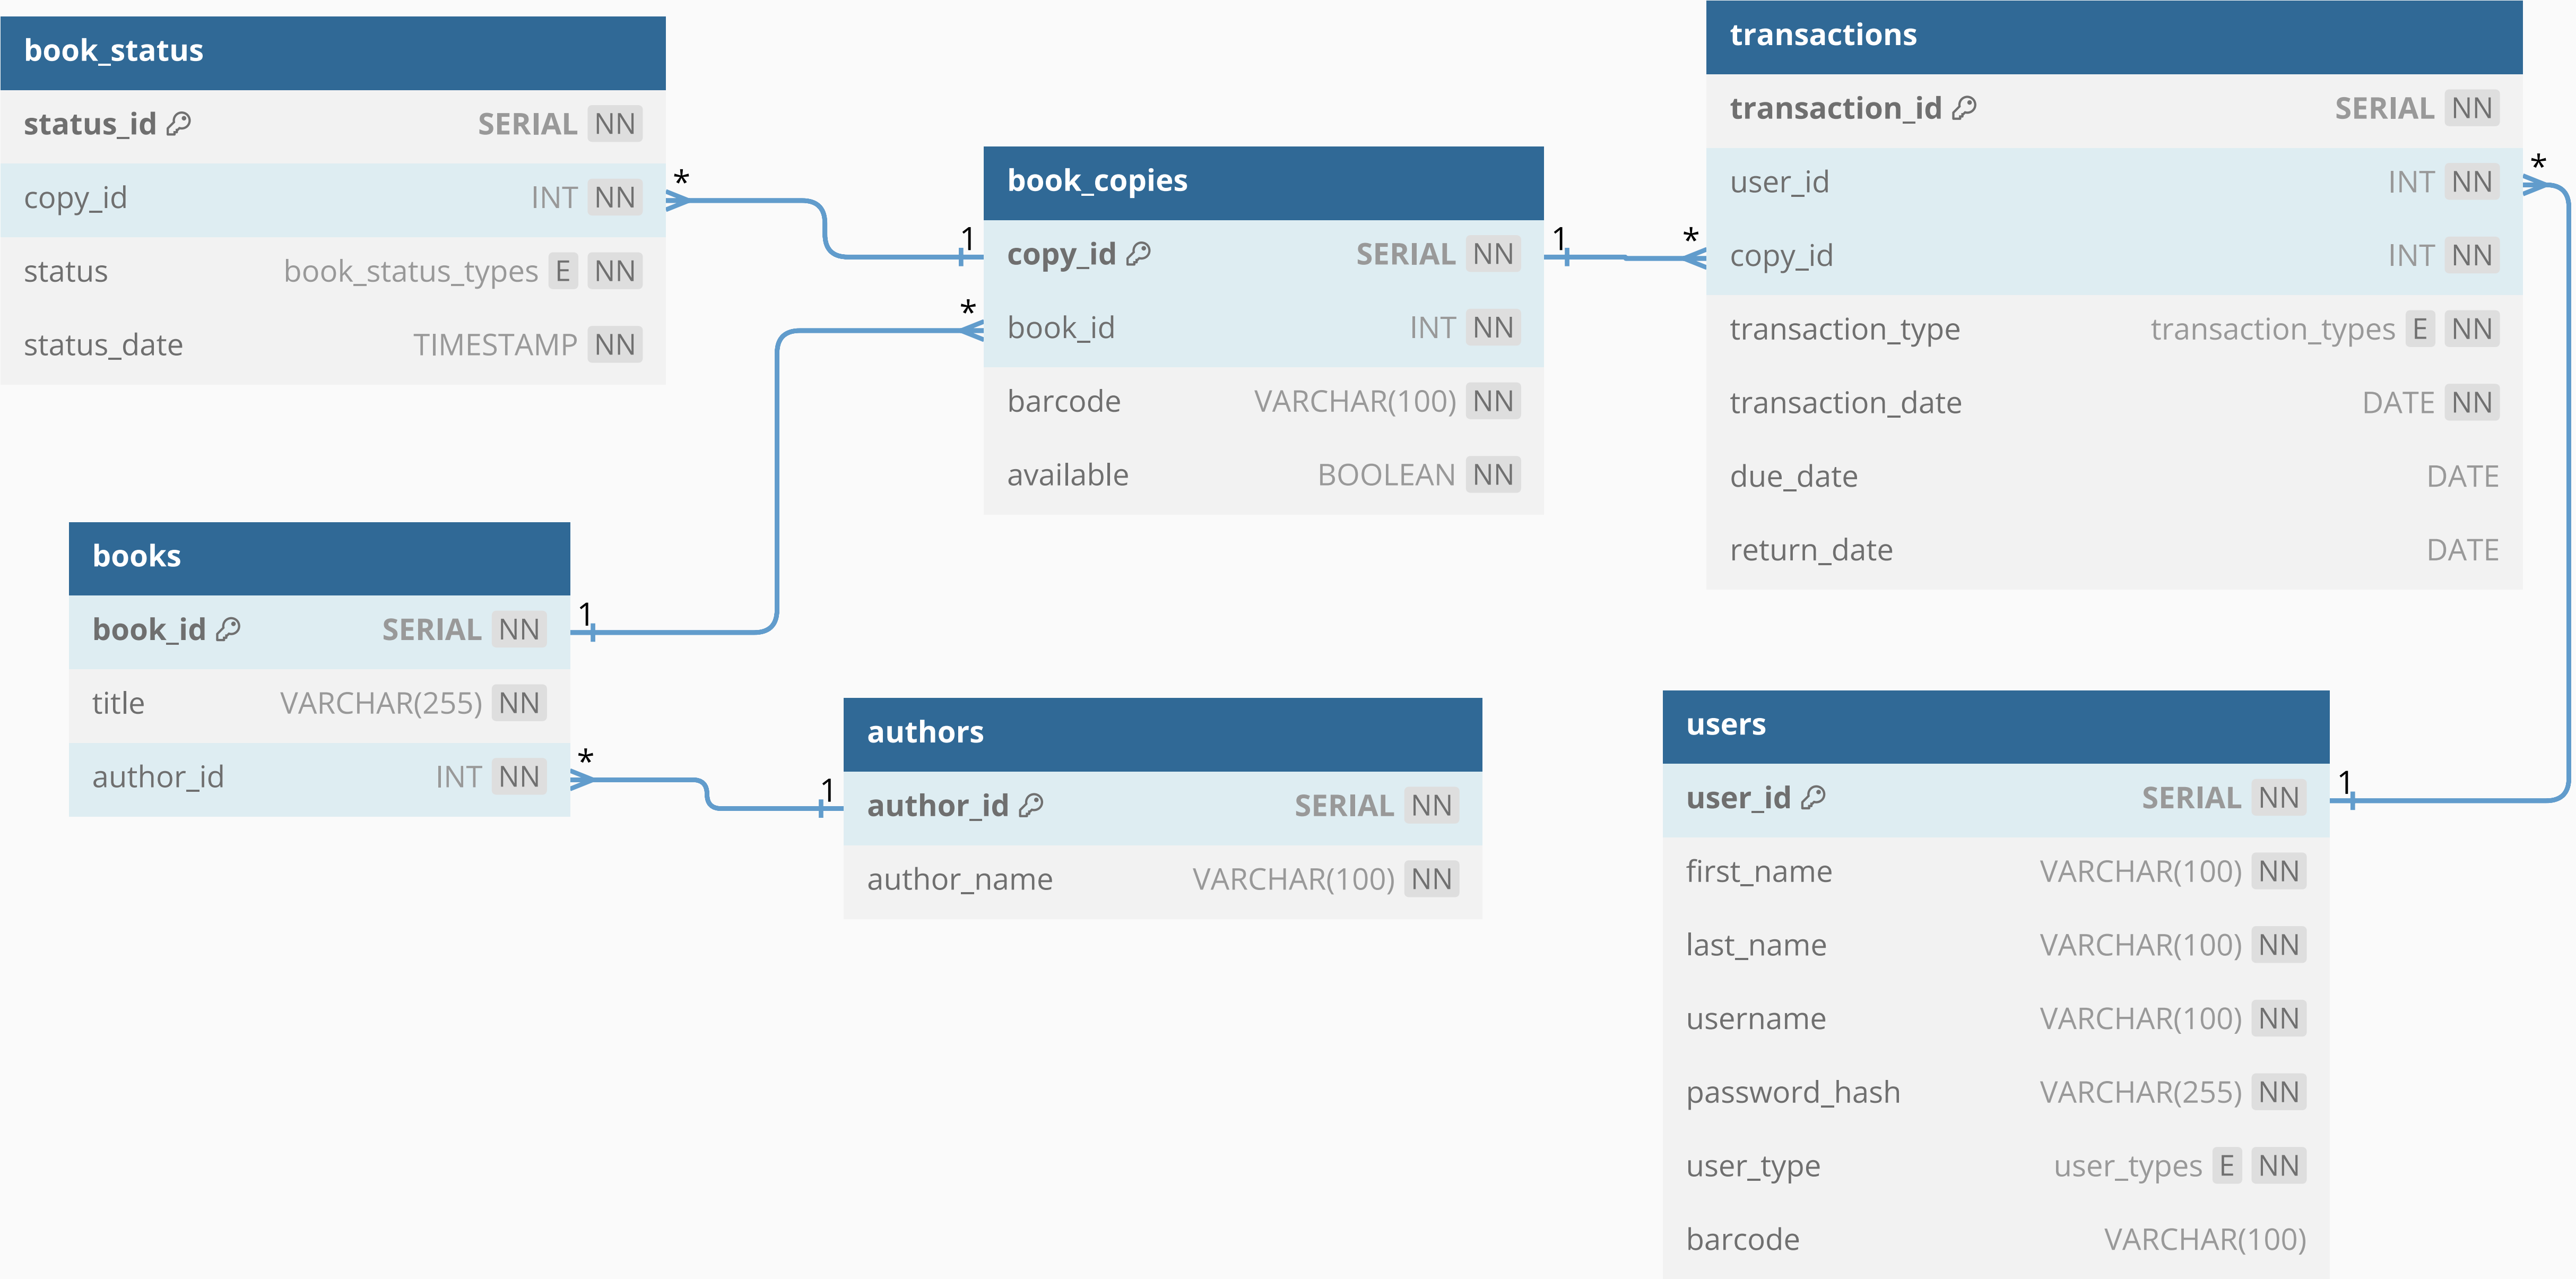 book_status
status_id SERIAL NN
copy_id INT NN
status book_status_types E NN
status_date TIMESTAMP NN
*
1
book_copies
copy_id SERIAL NN
book_id INT NN
barcode VARCHAR(100) NN
available BOOLEAN NN
*
1
*
transactions
transaction_id SERIAL NN
user_id INT NN
copy_id INT NN
transaction_type transaction_types E NN
transaction_date DATE NN
due_date DATE
return_date DATE
*
books
book_id SERIAL NN
title VARCHAR(255) NN
author_id INT NN
1
*
1
authors
author_id SERIAL NN
author_name VARCHAR(100) NN
users
user_id SERIAL NN
first_name VARCHAR(100) NN
last_name VARCHAR(100) NN
username VARCHAR(100) NN
password_hash VARCHAR(255) NN
user_type user_types E NN
barcode VARCHAR(100)
1